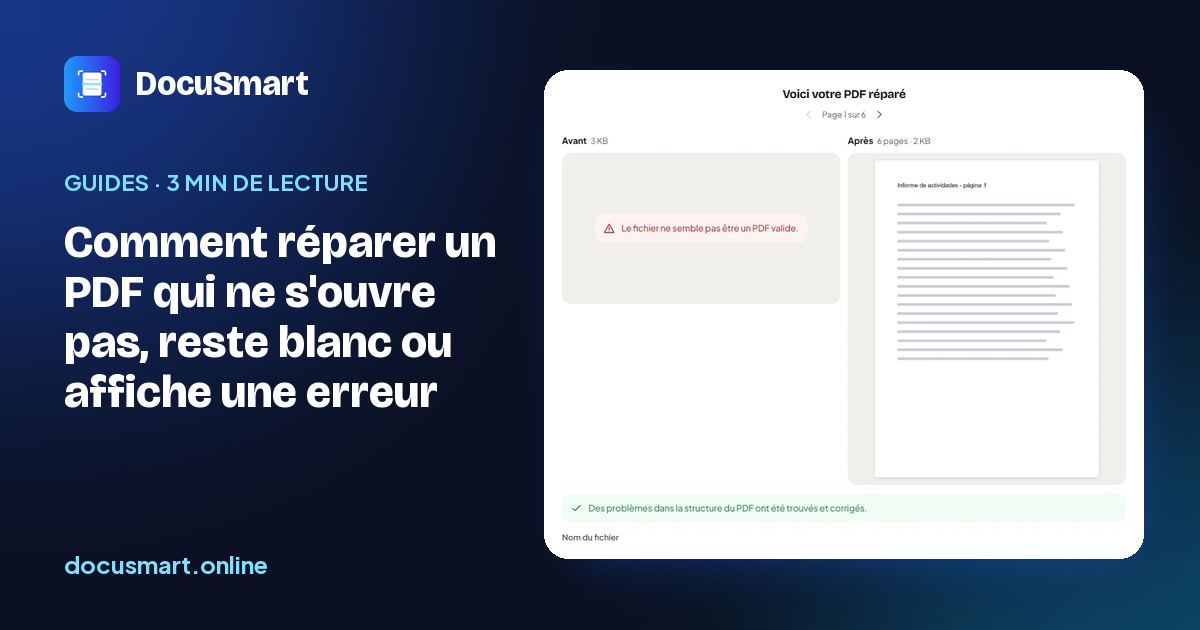 DocuSmart
GUIDES · 3 MIN DE LECTURE
Comment réparer un
PDF qui ne s'ouvre
pas, reste blanc ou
affiche une erreur
docusmart.online
Voici votre PDF réparé
Page 1 sur 6
Avant 3 KB
Après 6 pages · 2 KB
Le fichier ne semble pas être un PDF valide.
Informe de actividades - página 1
Des problèmes dans la structure du PDF ont été trouvés et corrigés.
Nom du fichier